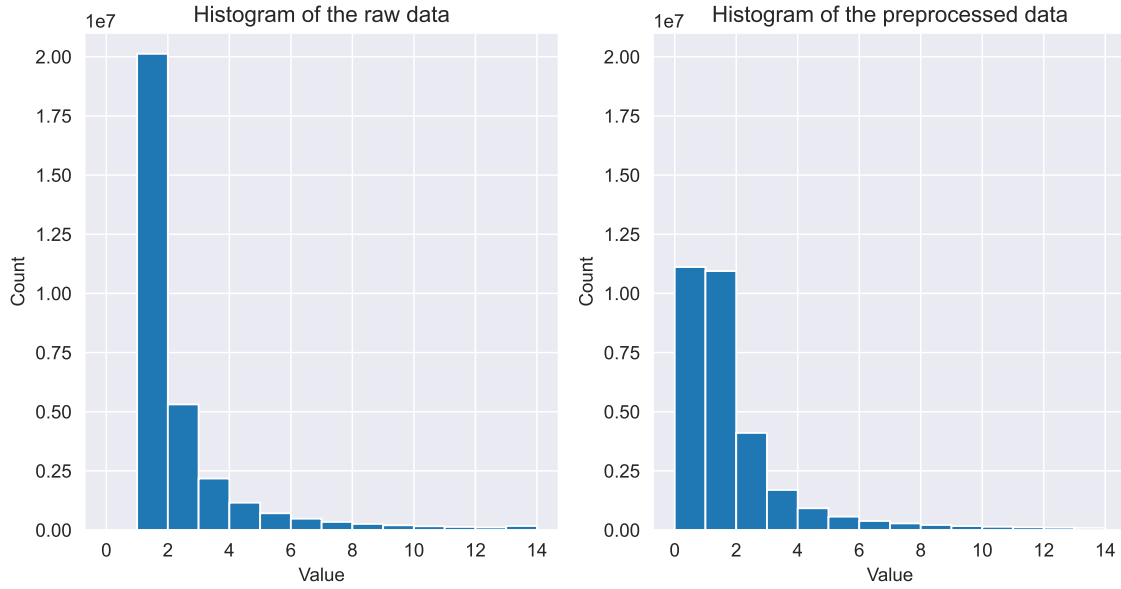 Histogram of the raw data
1e7
2.00
1.75
1.50
1.25
1.00
0.75
0.50
0.25
0.00
Count
0 2 4 6 8 10 12 14
Value
Histogram of the preprocessed data
1e7
2.00
1.75
1.50
1.25
1.00
0.75
0.50
0.25
0.00
Count
0 2 4 6 8 10 12 14
Value